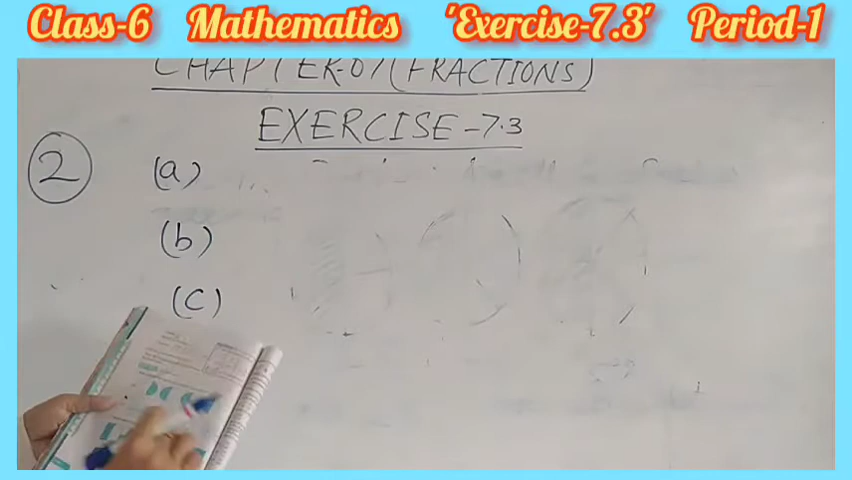 Class-6 Mathematics 'Exercise-7.3' Period-1
CHAPTER-07 (FRACTIONS)
EXERCISE-7.3
2 (a)
(b)
(c)